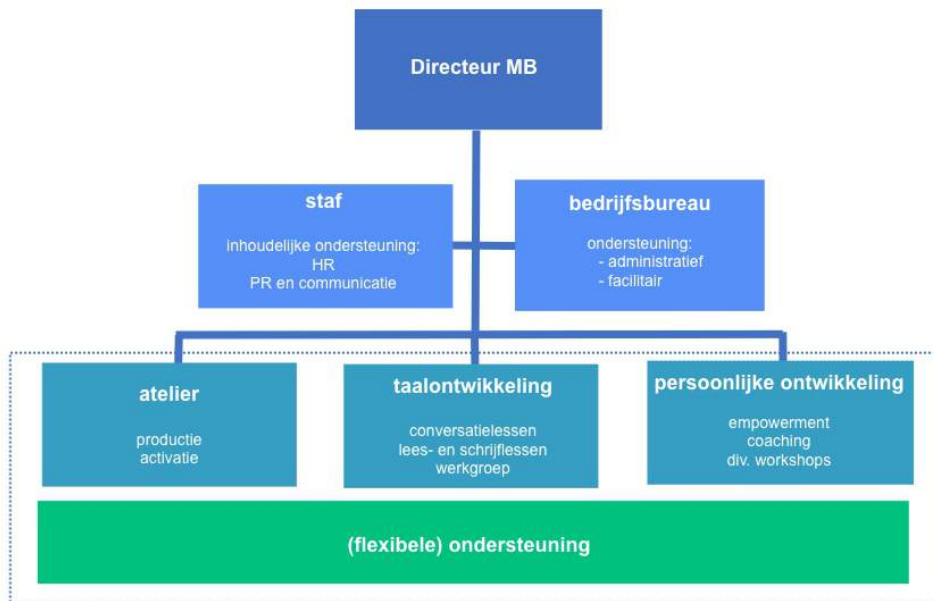 Directeur MB
staf
inhoudelijke ondersteuning:
HR
PR en communicatie
bedrijfsbureau
ondersteuning:
- administratief
- facilitair
atelier
productie
activatie
taalontwikkeling
conversatielessen
lees- en schrijflessen
werkgroep
persoonlijke ontwikkeling
empowerment
coaching
div. workshops
(flexibele) ondersteuning